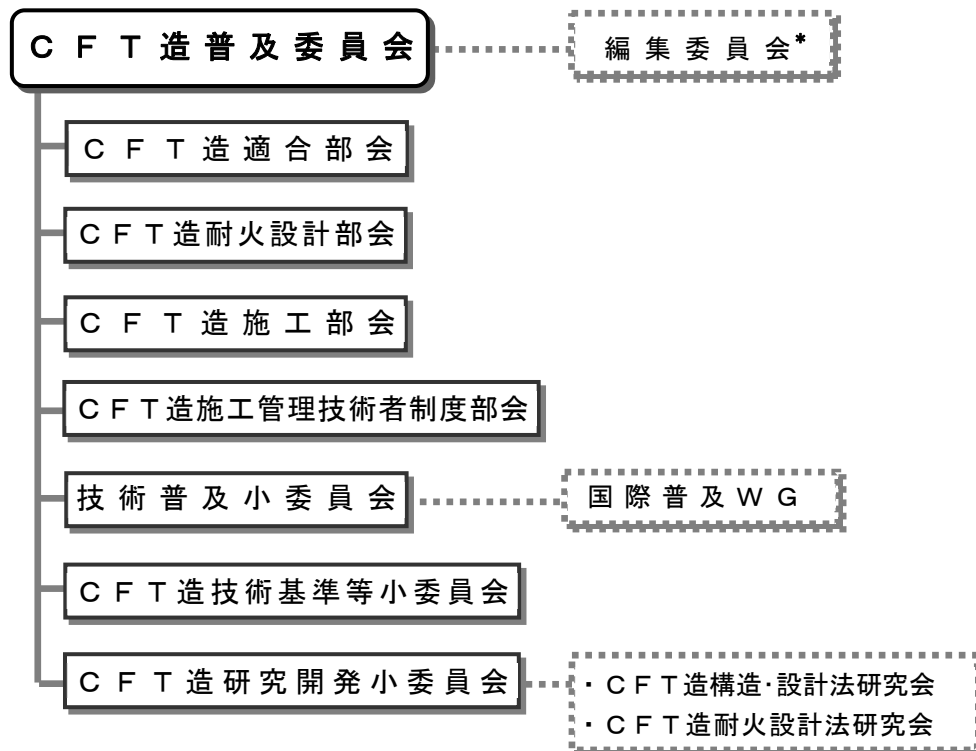 CFT造普及委員会
編集委員会*
CFT造適合部会
CFT造耐火設計部会
CFT造施工部会
CFT造施工管理技術者制度部会
技術普及小委員会
国際普及WG
CFT造技術基準等小委員会
CFT造研究開発小委員会
・CFT造構造・設計法研究会
・CFT造耐火設計法研究会